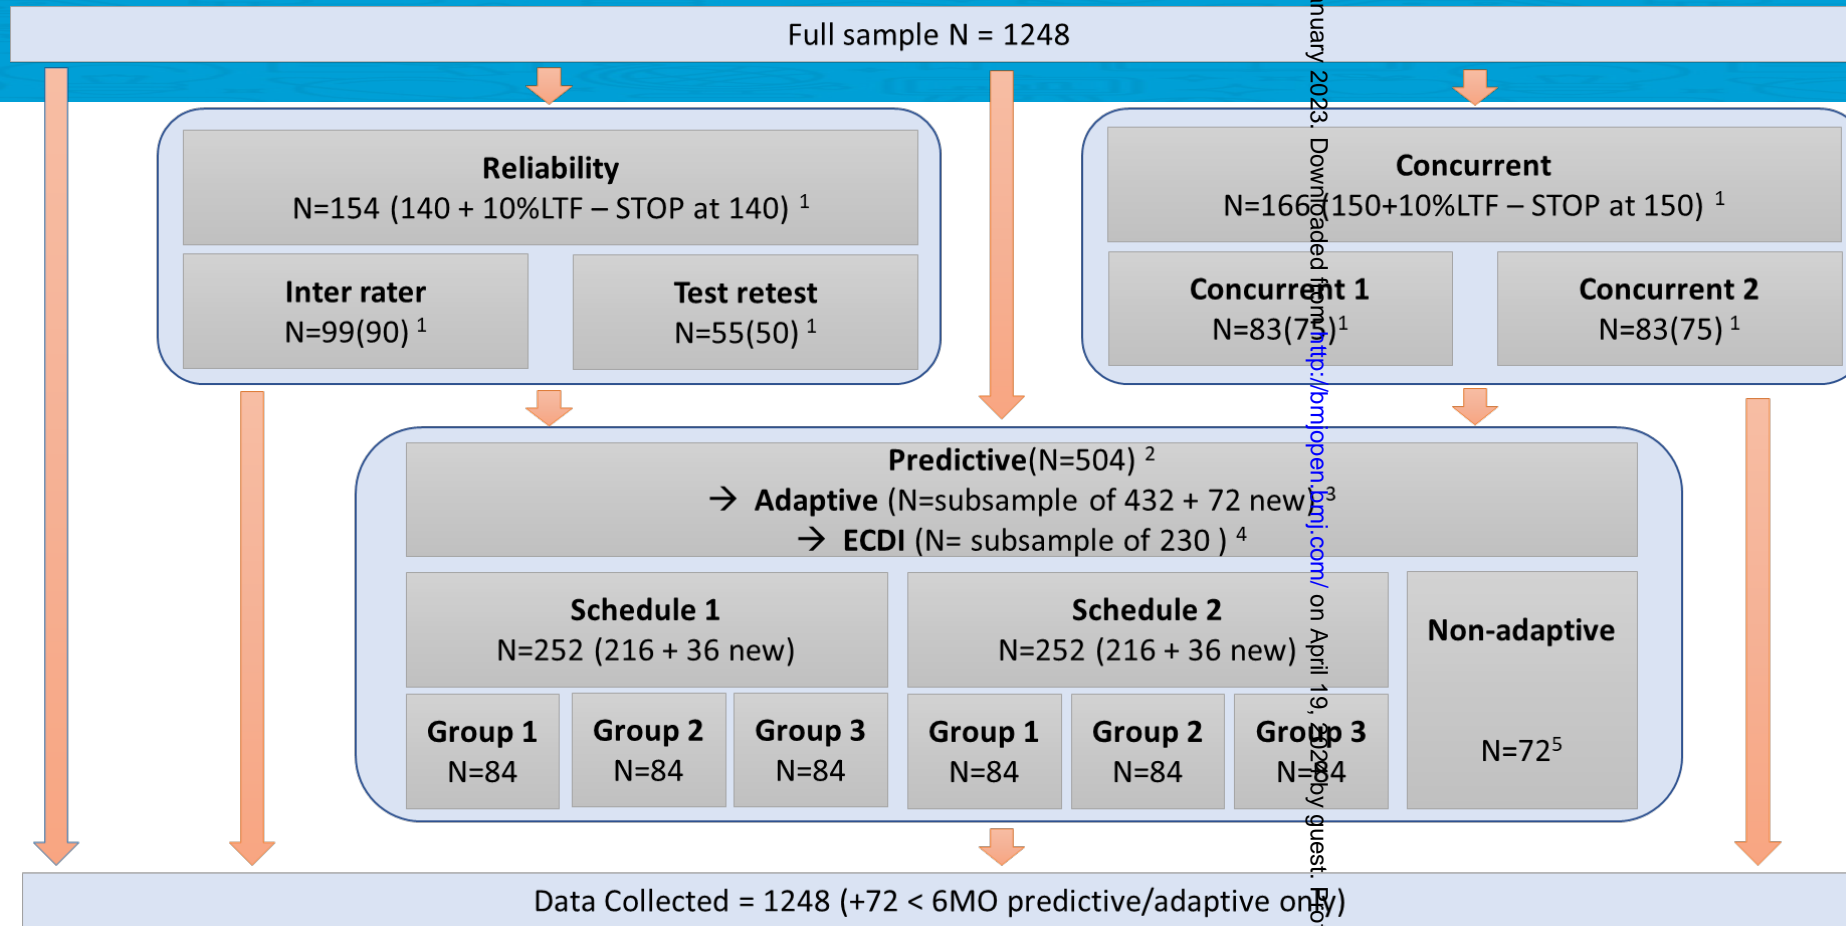 Full sample N = 1248
Reliability
N=154 (140 + 10%LTF – STOP at 140) 1
Inter rater
N=99(90) 1
Test retest
N=55(50) 1
Concurrent
N=166 (150+10%LTF – STOP at 150) 1
Concurrent 1
N=83(75)1
Concurrent 2
N=83(75) 1
Predictive(N=504) 2
→ Adaptive (N=subsample of 432 + 72 new) 3
→ ECDI (N= subsample of 230 ) 4
Schedule 1
N=252 (216 + 36 new)
Schedule 2
N=252 (216 + 36 new)
Non-adaptive
N=725
Group 1
N=84
Group 2
N=84
Group 3
N=84
Group 1
N=84
Group 2
N=84
Group 3
N=84
Data Collected = 1248 (+72 < 6MO predictive/adaptive only)
2023. Downloaded from http://bmjopen.bmj.com/ on April 19, 2024 by guest.